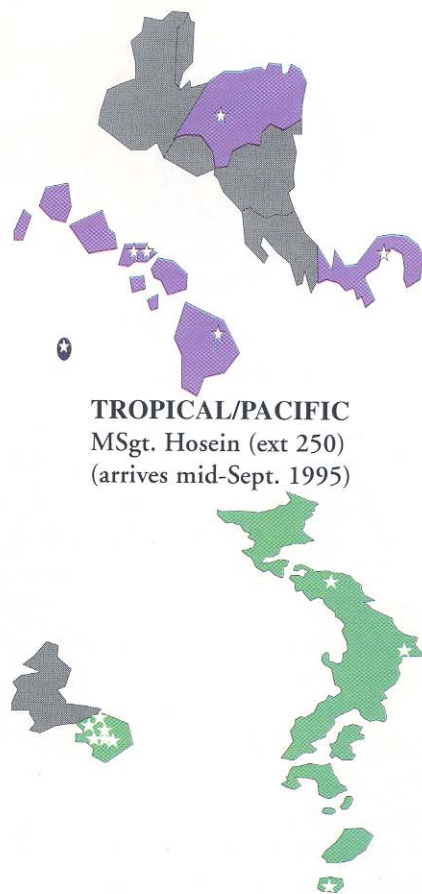 TROPICAL/PACIFIC
MSgt. Hosein (ext 250)
(arrives mid-Sept. 1995)